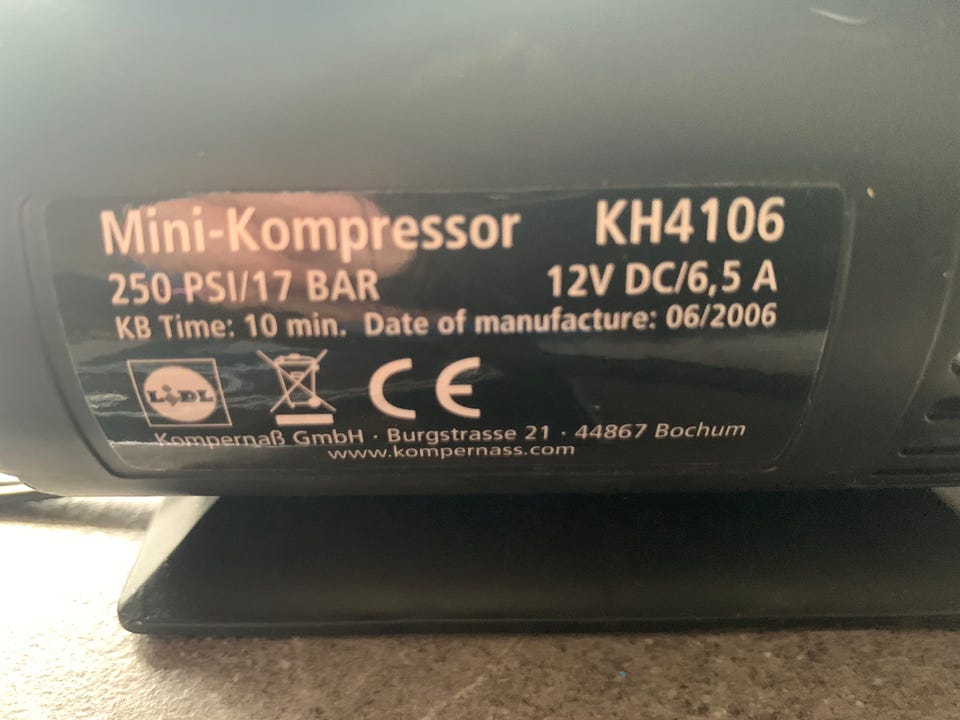 Mini-Kompressor KH4106
250 PSI/17 BAR 12V DC/6,5 A
KB Time: 10 min. Date of manufacture: 06/2006
LIDL CE
Kompernaß GmbH · Burgstrasse 21 · 44867 Bochum
www.kompernass.com